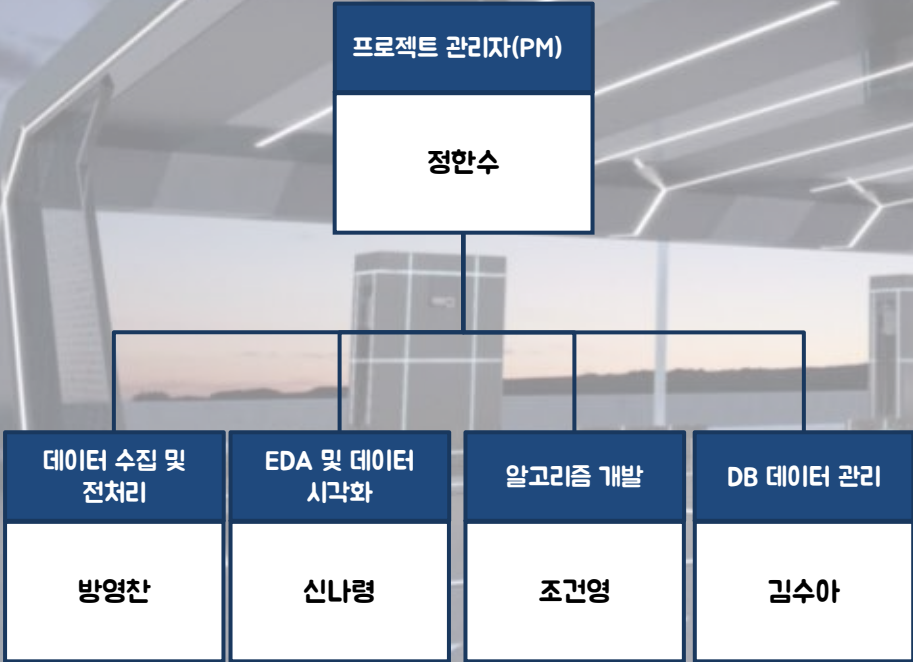 프로젝트 관리자(PM)
정한수
데이터 수집 및
전처리
방영찬
EDA 및 데이터
시각화
신나령
알고리즘 개발
조건영
DB 데이터 관리
김수아